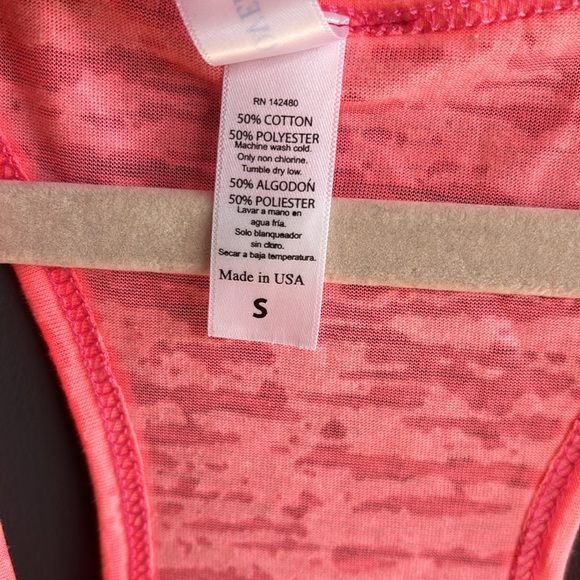 RN 142480
50% COTTON
50% POLYESTER
Machine wash cold.
Only non chlorine.
Tumble dry low.
50% ALGODÓN
50% POLIESTER
Lavar a mano en
agua fría.
Solo blanqueador
sin cloro.
Secar a baja temperatura.
Made in USA
S